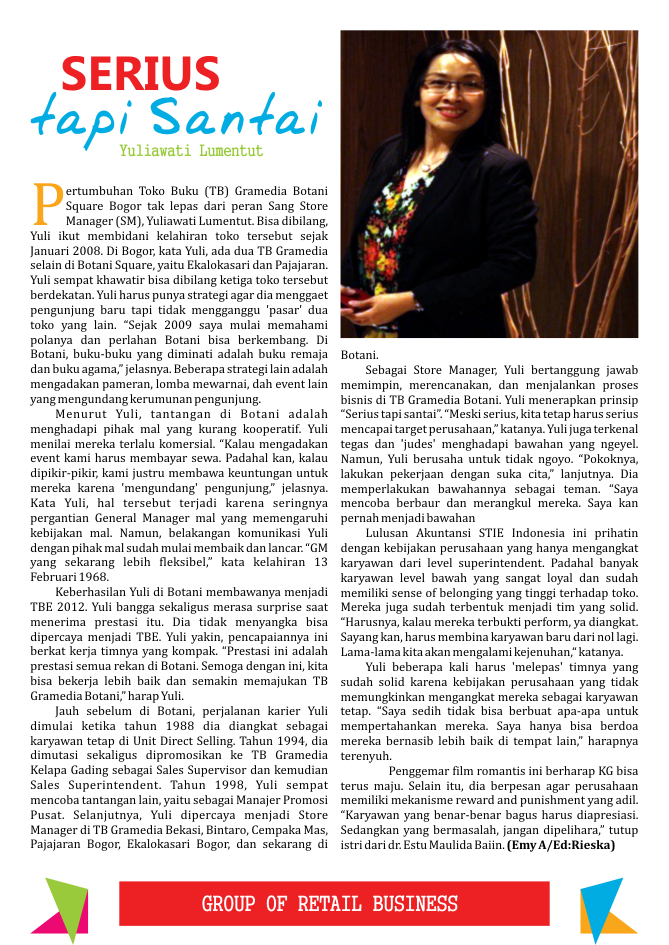 SERIUS
tapi Santai
Yuliawati Lumentut
Pertumbuhan Toko Buku (TB) Gramedia Botani
Square Bogor tak lepas dari peran Sang Store
Manager (SM), Yuliawati Lumentut. Bisa dibilang,
Yuli ikut membidani kelahiran toko tersebut sejak
Januari 2008. Di Bogor, kata Yuli, ada dua TB Gramedia
selain di Botani Square, yaitu Ekalokasari dan Pajajaran.
Yuli sempat khawatir bisa dibilang ketiga toko tersebut
berdekatan. Yuli harus punya strategi agar dia menggaet
pengunjung baru tapi tidak mengganggu 'pasar' dua
toko yang lain. “Sejak 2009 saya mulai memahami
polanya dan perlahan Botani bisa berkembang. Di
Botani, buku-buku yang diminati adalah buku remaja
dan buku agama,” jelasnya. Beberapa strategi lain adalah
mengadakan pameran, lomba mewarnai, dah event lain
yang mengundang kerumunan pengunjung.
Menurut Yuli, tantangan di Botani adalah
menghadapi pihak mal yang kurang kooperatif. Yuli
menilai mereka terlalu komersial. “Kalau mengadakan
event kami harus membayar sewa. Padahal kan, kalau
dipikir-pikir, kami justru membawa keuntungan untuk
mereka karena 'mengundang' pengunjung,” jelasnya.
Kata Yuli, hal tersebut terjadi karena seringnya
pergantian General Manager mal yang memengaruhi
kebijakan mal. Namun, belakangan komunikasi Yuli
dengan pihak mal sudah mulai membaik dan lancar. “GM
yang sekarang lebih fleksibel,” kata kelahiran 13
Februari 1968.
Keberhasilan Yuli di Botani membawanya menjadi
TBE 2012. Yuli bangga sekaligus merasa surprise saat
menerima prestasi itu. Dia tidak menyangka bisa
dipercaya menjadi TBE. Yuli yakin, pencapaiannya ini
berkat kerja timnya yang kompak. “Prestasi ini adalah
prestasi semua rekan di Botani. Semoga dengan ini, kita
bisa bekerja lebih baik dan semakin memajukan TB
Gramedia Botani,” harap Yuli.
Jauh sebelum di Botani, perjalanan karier Yuli
dimulai ketika tahun 1988 dia diangkat sebagai
karyawan tetap di Unit Direct Selling. Tahun 1994, dia
dimutasi sekaligus dipromosikan ke TB Gramedia
Kelapa Gading sebagai Sales Supervisor dan kemudian
Sales Superintendent. Tahun 1998, Yuli sempat
mencoba tantangan lain, yaitu sebagai Manajer Promosi
Pusat. Selanjutnya, Yuli dipercaya menjadi Store
Manager di TB Gramedia Bekasi, Bintaro, Cempaka Mas,
Pajajaran Bogor, Ekalokasari Bogor, dan sekarang di
Botani.
Sebagai Store Manager, Yuli bertanggung jawab
memimpin, merencanakan, dan menjalankan proses
bisnis di TB Gramedia Botani. Yuli menerapkan prinsip
“Serius tapi santai”. “Meski serius, kita tetap harus serius
mencapai target perusahaan,” katanya. Yuli juga terkenal
tegas dan 'judes' menghadapi bawahan yang ngeyel.
Namun, Yuli berusaha untuk tidak ngoyo. “Pokoknya,
lakukan pekerjaan dengan suka cita,” lanjutnya. Dia
memperlakukan bawahannya sebagai teman. “Saya
mencoba berbaur dan merangkul mereka. Saya kan
pernah menjadi bawahan
Lulusan Akuntansi STIE Indonesia ini prihatin
dengan kebijakan perusahaan yang hanya mengangkat
karyawan dari level superintendent. Padahal banyak
karyawan level bawah yang sangat loyal dan sudah
memiliki sense of belonging yang tinggi terhadap toko.
Mereka juga sudah terbentuk menjadi tim yang solid.
“Harusnya, kalau mereka terbukti perform, ya diangkat.
Sayang kan, harus membina karyawan baru dari nol lagi.
Lama-lama kita akan mengalami kejenuhan,” katanya.
Yuli beberapa kali harus 'melepas' timnya yang
sudah solid karena kebijakan perusahaan yang tidak
memungkinkan mengangkat mereka sebagai karyawan
tetap. “Saya sedih tidak bisa berbuat apa-apa untuk
mempertahankan mereka. Saya hanya bisa berdoa
mereka bernasib lebih baik di tempat lain,” harapnya
terenyuh.
Penggemar film romantis ini berharap KG bisa
terus maju. Selain itu, dia berpesan agar perusahaan
memiliki mekanisme reward and punishment yang adil.
“Karyawan yang benar-benar bagus harus diapresiasi.
Sedangkan yang bermasalah, jangan dipelihara,” tutup
istri dari dr. Estu Maulida Baiin. (Emy A/Ed:Rieska)
GROUP OF RETAIL BUSINESS